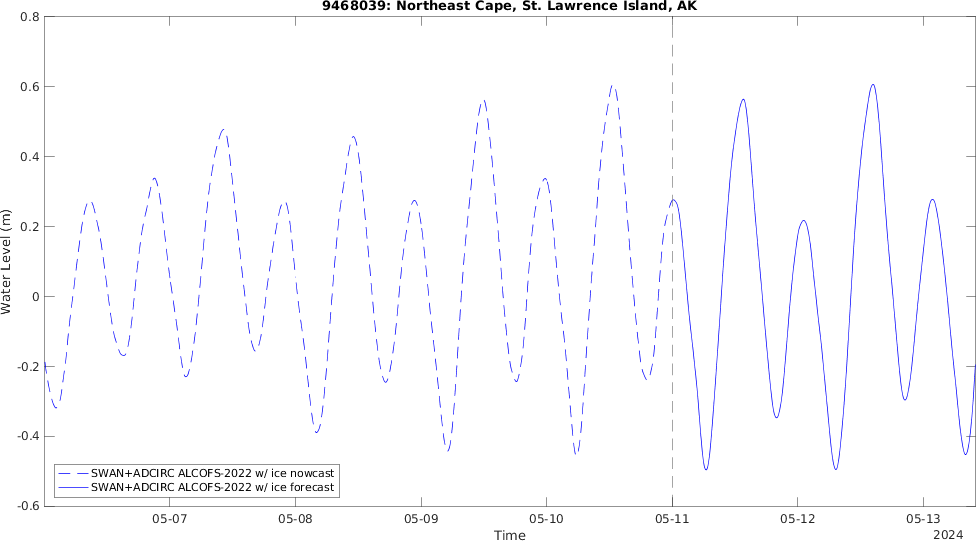 9468039: Northeast Cape, St. Lawrence Island, AK
0.8
0.6
0.4
0.2
0
-0.2
-0.4
-0.6
Water Level (m)
SWAN+ADCIRC ALCOFS-2022 w/ ice nowcast
SWAN+ADCIRC ALCOFS-2022 w/ ice forecast
05-07 05-08 05-09 05-10 05-11 05-12 05-13
Time
2024